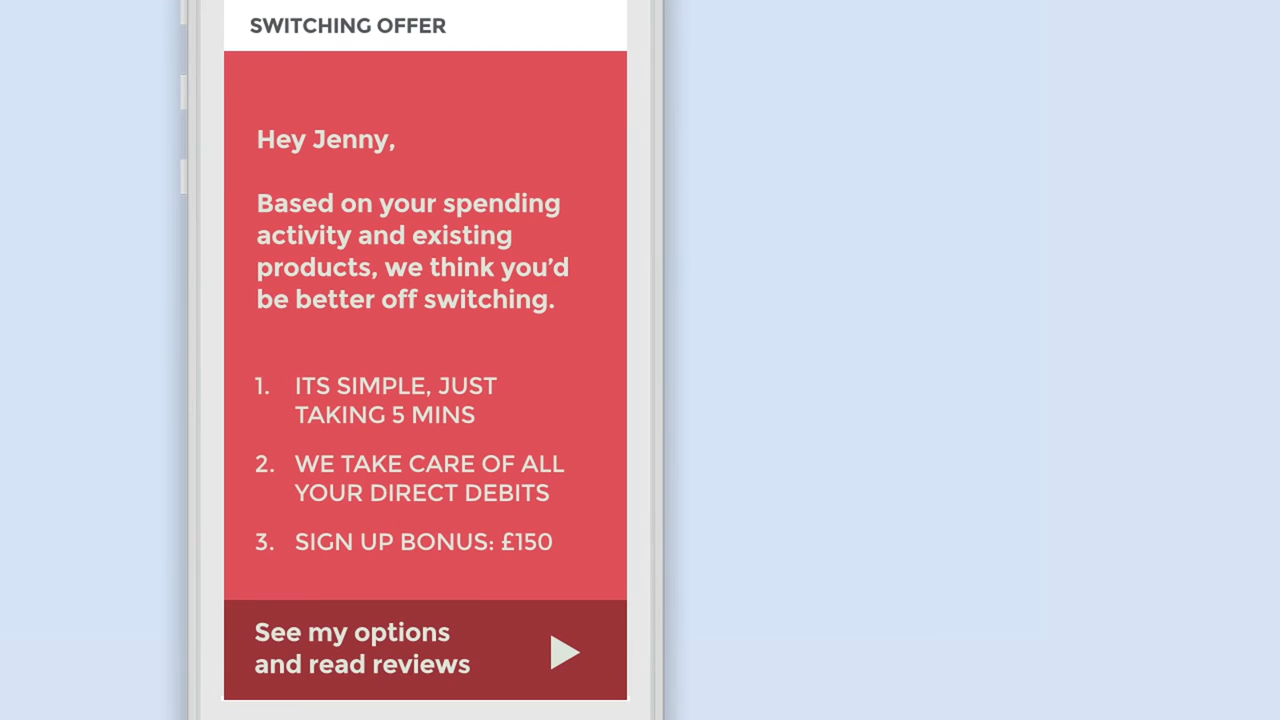 SWITCHING OFFER
Hey Jenny,
Based on your spending
activity and existing
products, we think you’d
be better off switching.
1. ITS SIMPLE, JUST
TAKING 5 MINS
2. WE TAKE CARE OF ALL
YOUR DIRECT DEBITS
3. SIGN UP BONUS: £150
See my options
and read reviews